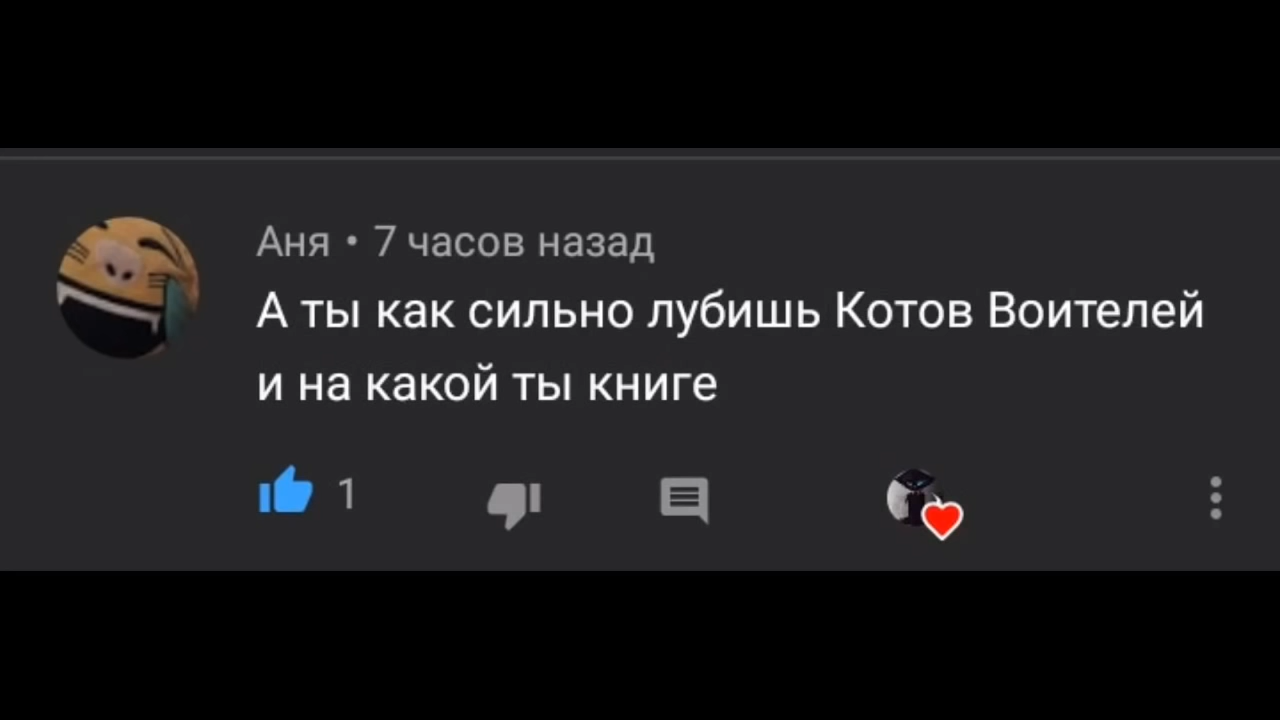 Аня • 7 часов назад
А ты как сильно лубишь Котов Воителей
и на какой ты книге
1